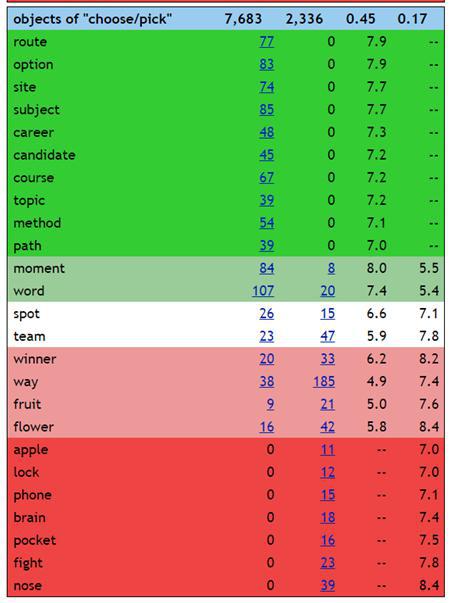 objects of "choose/pick" 7,683 2,336 0.45 0.17
route 77 0 7.9 --
option 83 0 7.9 --
site 74 0 7.7 --
subject 85 0 7.7 --
career 48 0 7.3 --
candidate 45 0 7.2 --
course 67 0 7.2 --
topic 39 0 7.2 --
method 54 0 7.1 --
path 39 0 7.0 --
moment 84 8 8.0 5.5
word 107 20 7.4 5.4
spot 26 15 6.6 7.1
team 23 47 5.9 7.8
winner 20 33 6.2 8.2
way 38 185 4.9 7.4
fruit 9 21 5.0 7.6
flower 16 42 5.8 8.4
apple 0 11 -- 7.0
lock 0 12 -- 7.0
phone 0 15 -- 7.1
brain 0 18 -- 7.4
pocket 0 16 -- 7.5
fight 0 23 -- 7.8
nose 0 39 -- 8.4